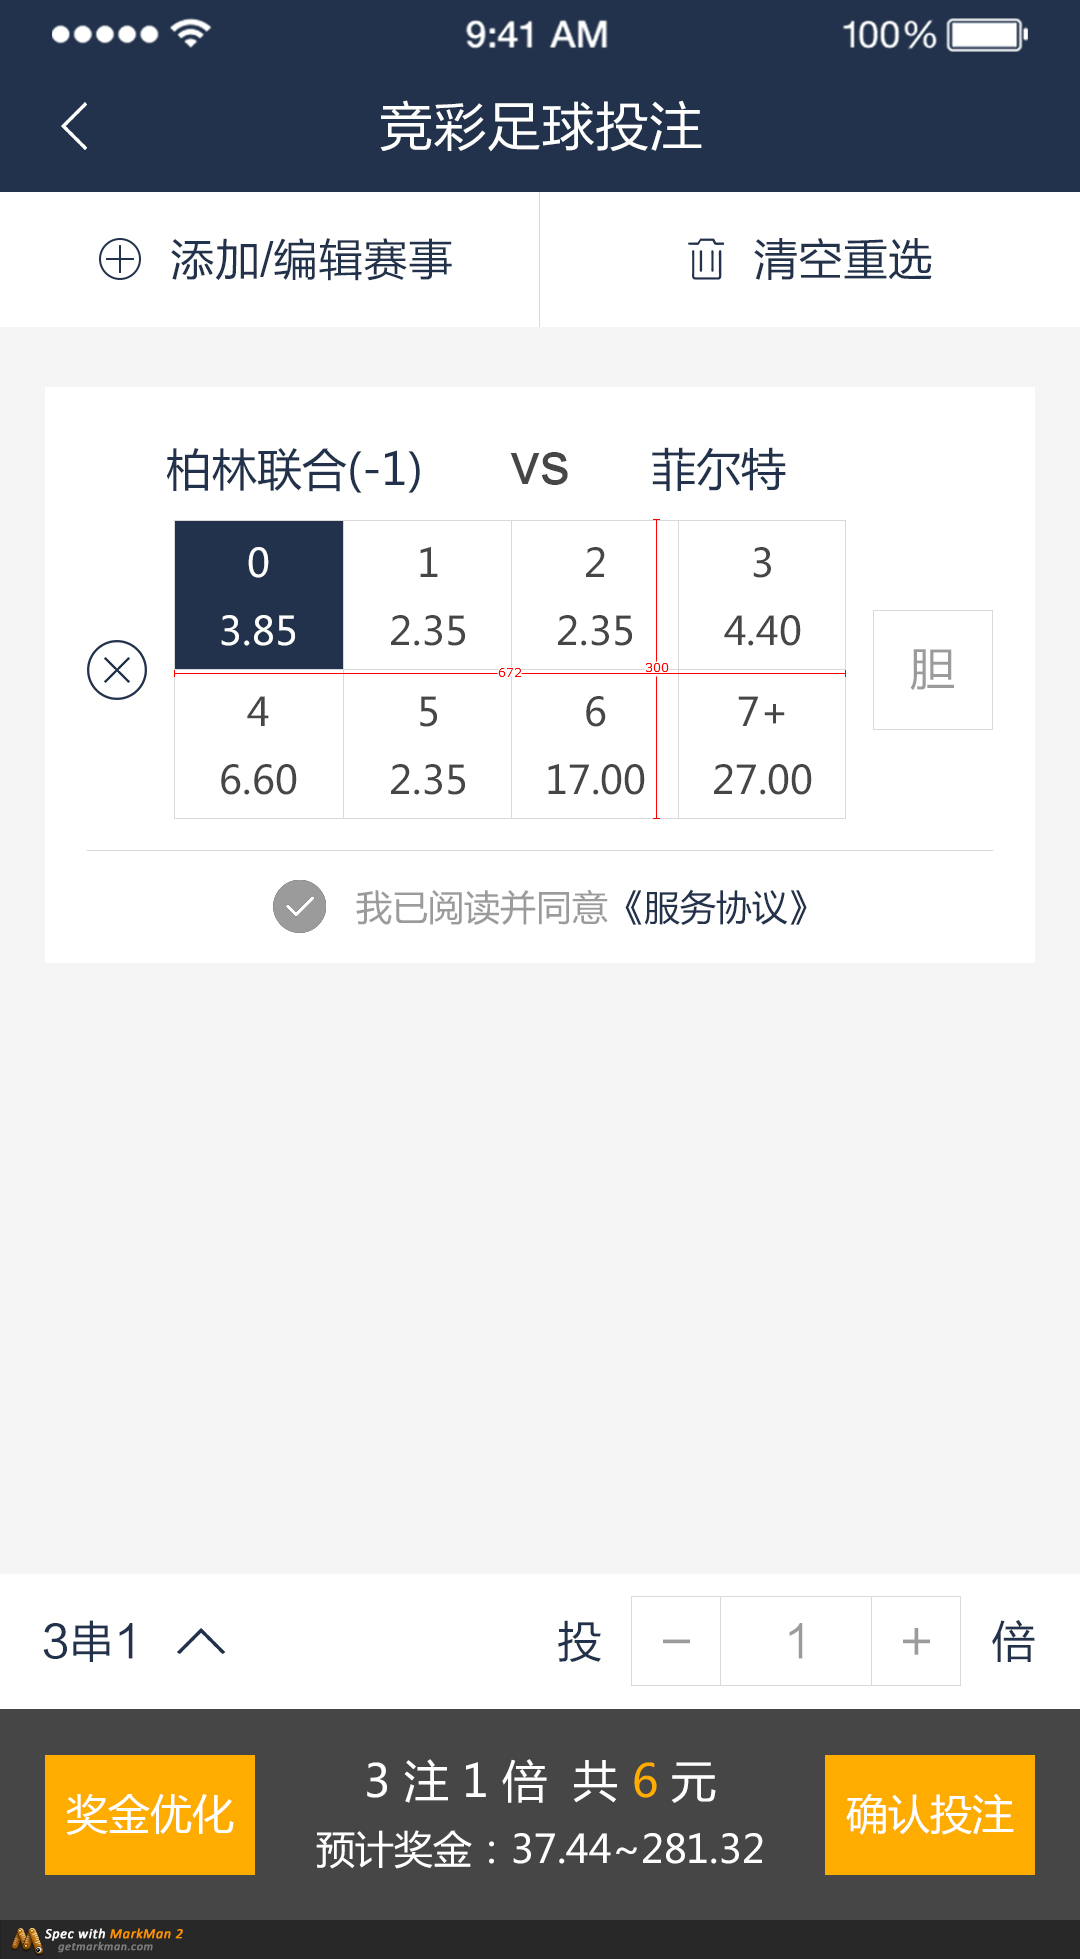 9:41 AM 100%
竞彩足球投注
添加/编辑赛事 清空重选
柏林联合(-1) VS 菲尔特
0 1 2 3
3.85 2.35 2.35 4.40
胆
672 300
4 5 6 7+
6.60 2.35 17.00 27.00
我已阅读并同意《服务协议》
3串1 投 － 1 + 倍
奖金优化 3 注 1 倍 共 6 元 确认投注
预计奖金：37.44~281.32
Spec with MarkMan 2
getmarkman.com